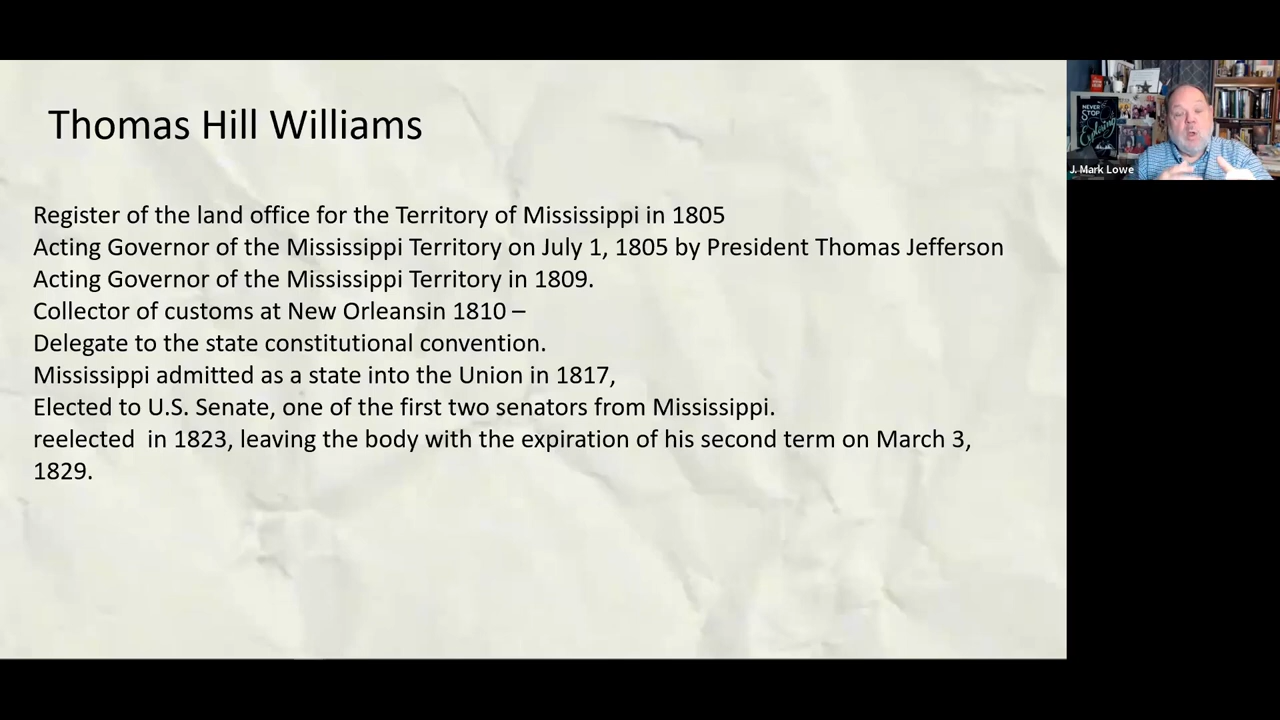 Thomas Hill Williams
Register of the land office for the Territory of Mississippi in 1805
Acting Governor of the Mississippi Territory on July 1, 1805 by President Thomas Jefferson
Acting Governor of the Mississippi Territory in 1809.
Collector of customs at New Orleansin 1810 –
Delegate to the state constitutional convention.
Mississippi admitted as a state into the Union in 1817,
Elected to U.S. Senate, one of the first two senators from Mississippi.
reelected  in 1823, leaving the body with the expiration of his second term on March 3,
1829.
NEVER
STOP
Exploring
J. Mark Lowe